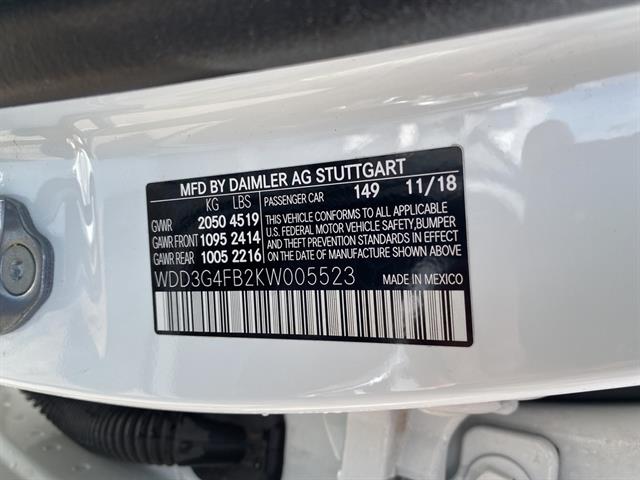 MFD BY DAIMLER AG STUTTGART
KG LBS PASSENGER CAR 149 11/18
GVWR 2050 4519
GAWR FRONT 1095 2414
GAWR REAR 1005 2216
THIS VEHICLE CONFORMS TO ALL APPLICABLE
U.S. FEDERAL MOTOR VEHICLE SAFETY,BUMPER
AND THEFT PREVENTION STANDARDS IN EFFECT
ON THE DATE OF MANUFACTURE SHOWN ABOVE.
WDD3G4FB2KW005523
MADE IN MEXICO